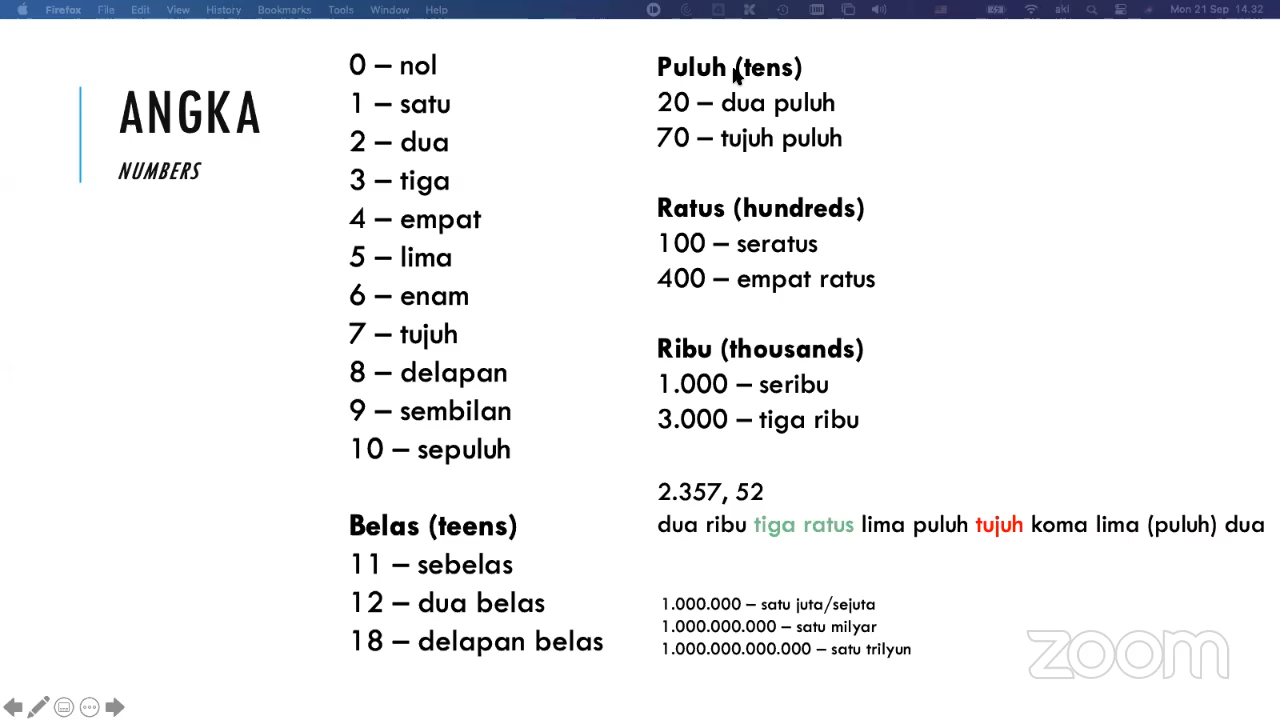 Firefox File Edit View History Bookmarks Tools Window Help aki Mon 21 Sep 14.32
ANGKA
NUMBERS
0 – nol
1 – satu
2 – dua
3 – tiga
4 – empat
5 – lima
6 – enam
7 – tujuh
8 – delapan
9 – sembilan
10 – sepuluh
Belas (teens)
11 – sebelas
12 – dua belas
18 – delapan belas
Puluh (tens)
20 – dua puluh
70 – tujuh puluh
Ratus (hundreds)
100 – seratus
400 – empat ratus
Ribu (thousands)
1.000 – seribu
3.000 – tiga ribu
2.357, 52
dua ribu tiga ratus lima puluh tujuh koma lima (puluh) dua
1.000.000 – satu juta/sejuta
1.000.000.000 – satu milyar
1.000.000.000.000 – satu trilyun
zoom